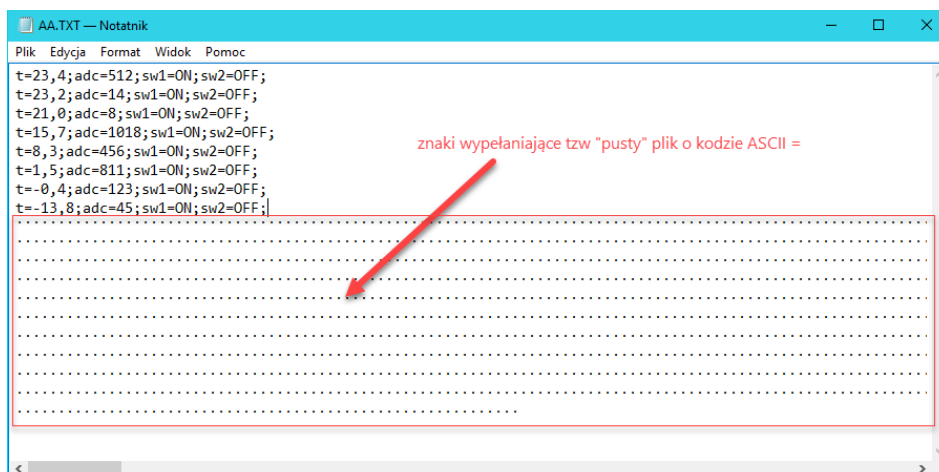 AA.TXT — Notatnik
Plik Edycja Format Widok Pomoc
t=23,4;adc=512;sw1=ON;sw2=OFF;
t=23,2;adc=14;sw1=ON;sw2=OFF;
t=21,0;adc=8;sw1=ON;sw2=OFF;
t=15,7;adc=1018;sw1=ON;sw2=OFF;
t=8,3;adc=456;sw1=ON;sw2=OFF;
t=1,5;adc=811;sw1=ON;sw2=OFF;
t=-0,4;adc=123;sw1=ON;sw2=OFF;
t=-13,8;adc=45;sw1=ON;sw2=OFF;
znaki wypełaniające tzw "pusty" plik o kodzie ASCII =